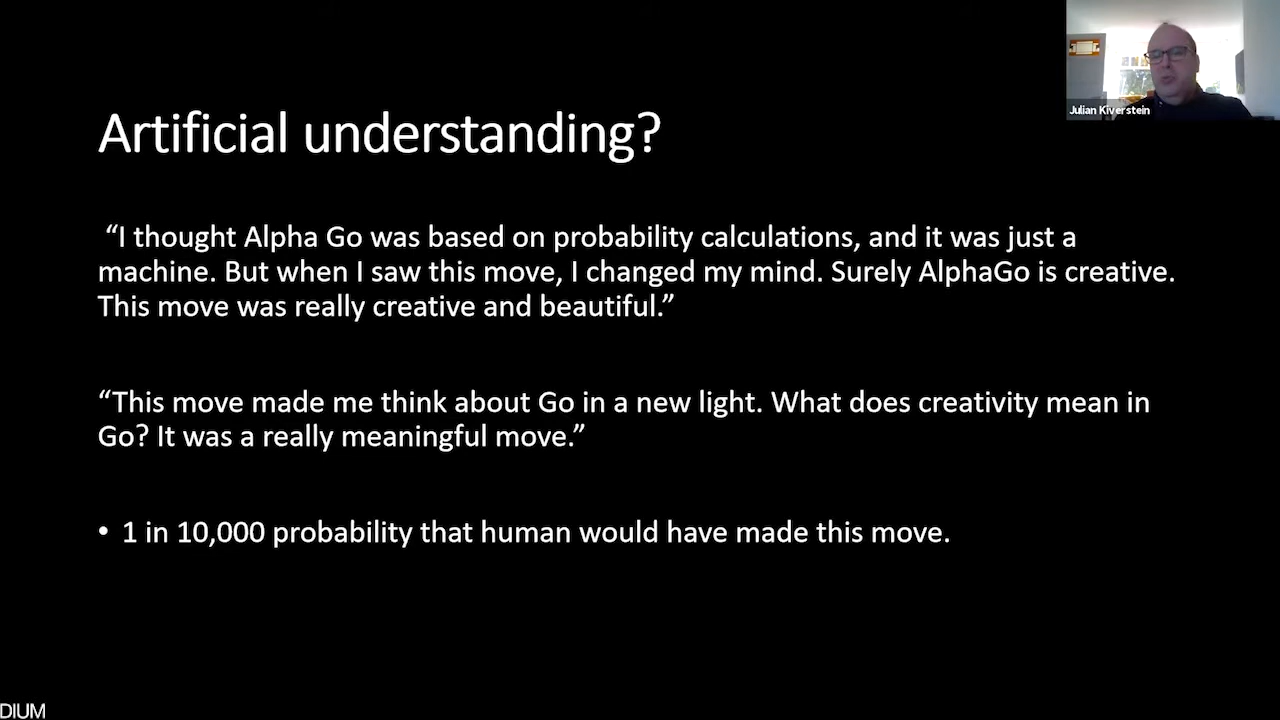 Julian Kiverstein
Artificial understanding?
“I thought Alpha Go was based on probability calculations, and it was just a
machine. But when I saw this move, I changed my mind. Surely AlphaGo is creative.
This move was really creative and beautiful.”
“This move made me think about Go in a new light. What does creativity mean in
Go? It was a really meaningful move.”
• 1 in 10,000 probability that human would have made this move.
DIUM